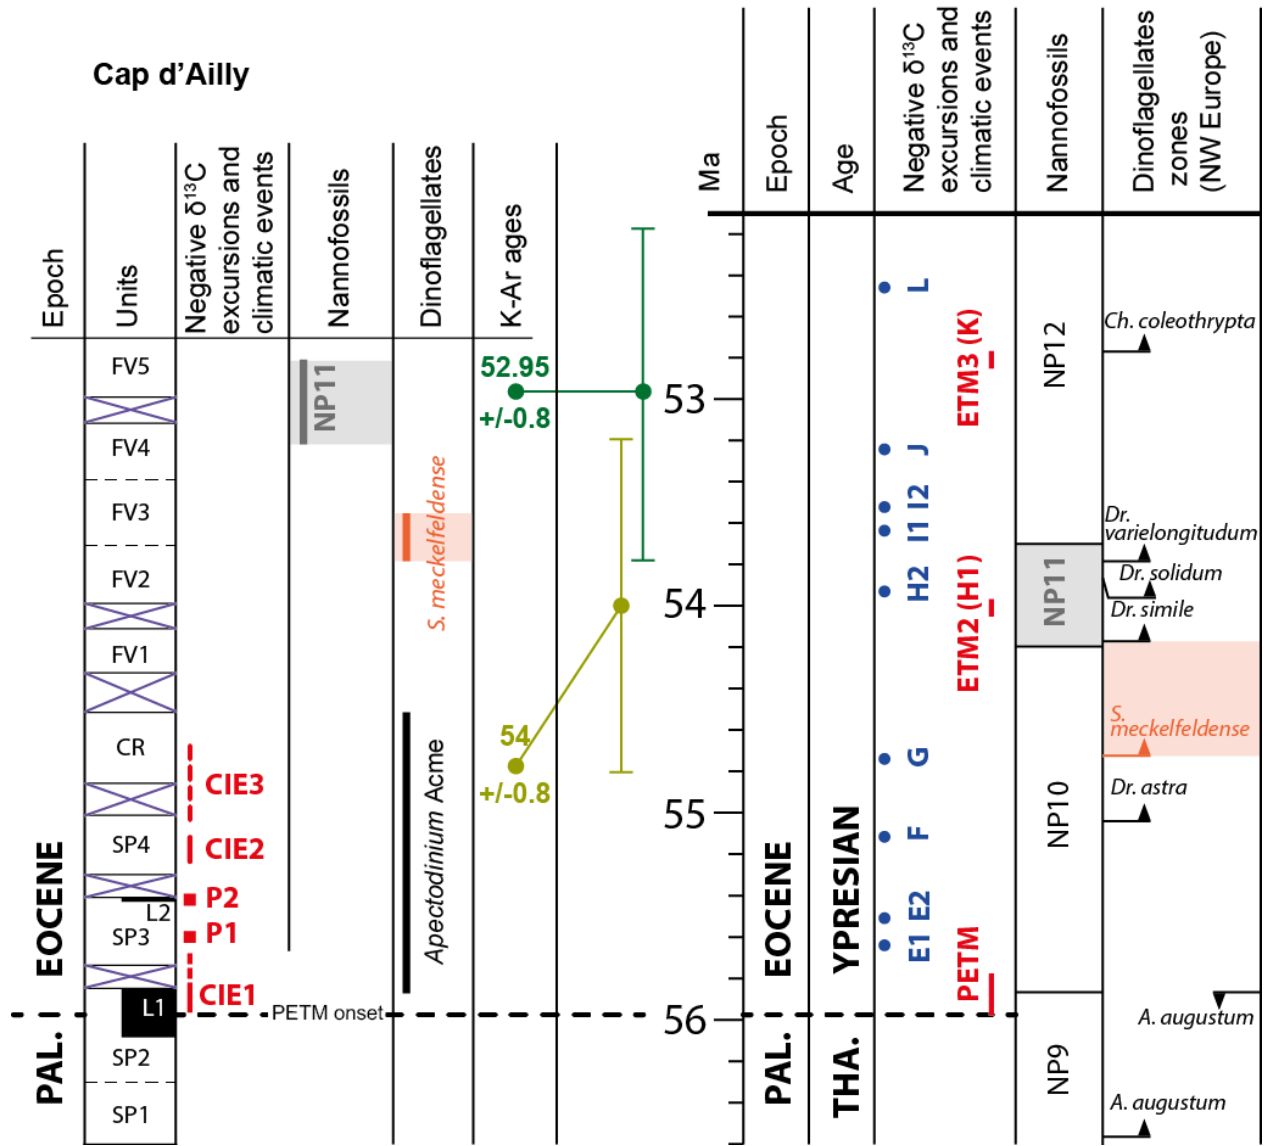 Cap d'Ailly
Epoch
Units
Negative δ¹³C
excursions and
climatic events
Nannofossils
Dinoflagellates
K-Ar ages
FV5
FV4
FV3
FV2
FV1
CR
SP4
L2
SP3
L1
SP2
SP1
EOCENE
PAL.
CIE3
CIE2
P2
P1
CIE1
PETM onset
NP11
S. meckelfeldense
Apectodinium Acme
52.95
+/-0.8
54
+/-0.8
Ma
53
54
55
56
Epoch
Age
Negative δ¹³C
excursions and
climatic events
Nannofossils
Dinoflagellates
zones
(NW Europe)
EOCENE
PAL.
YPRESIAN
THA.
L
J
I2
I1
H2
G
F
E2
E1
ETM3 (K)
ETM2 (H1)
PETM
NP12
NP11
NP10
NP9
Ch. coleothrypta
Dr.
varielongitudum
Dr. solidum
Dr. simile
S.
meckelfeldense
Dr. astra
A. augustum
A. augustum